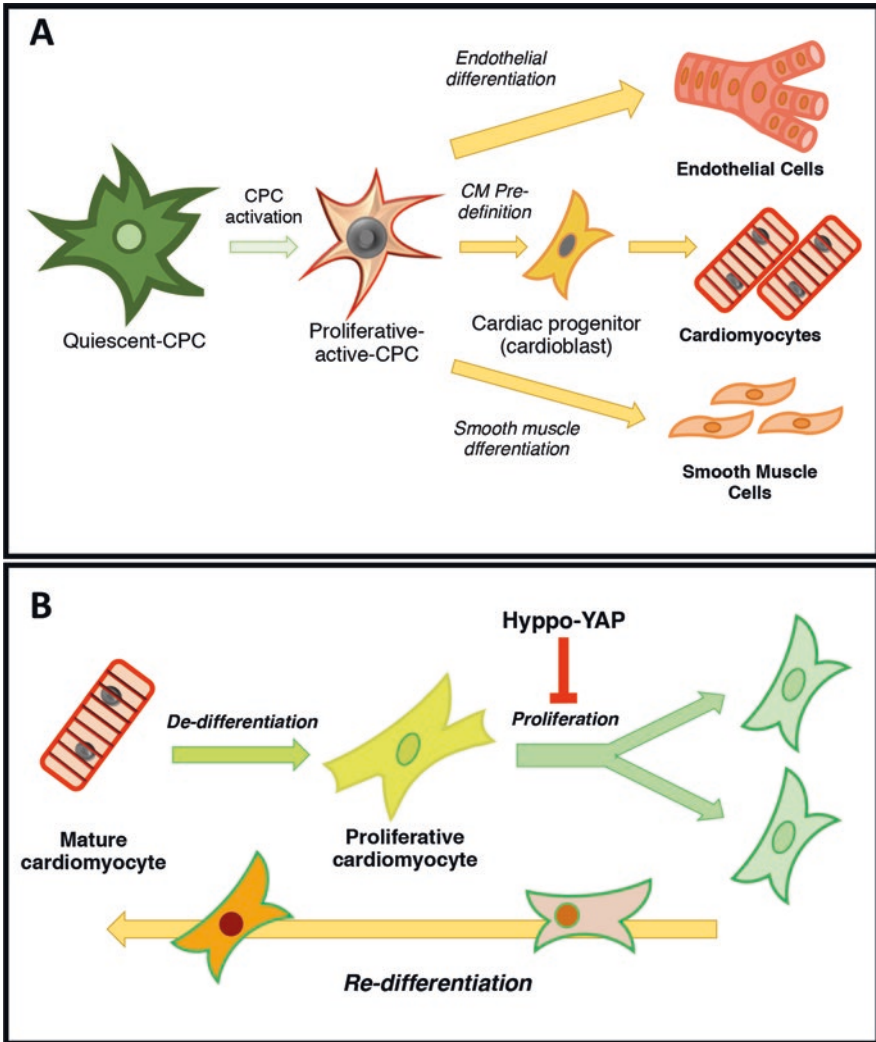 A
Endothelial
differentiation
Endothelial Cells
CPC
activation
CM Pre-
definition
Quiescent-CPC
Proliferative-
active-CPC
Cardiac progenitor
(cardioblast)
Cardiomyocytes
Smooth muscle
dfferentiation
Smooth Muscle
Cells
B
Hyppo-YAP
De-differentiation
Proliferation
Mature
cardiomyocyte
Proliferative
cardiomyocyte
Re-differentiation